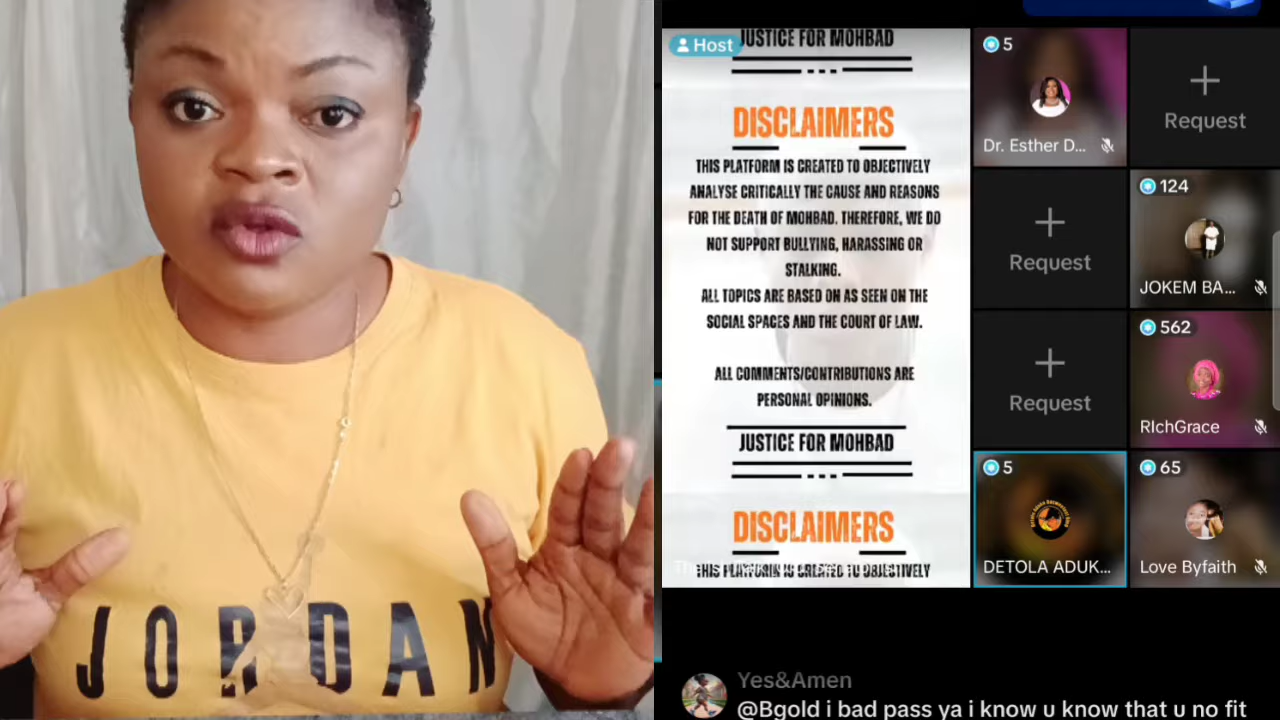 JORDAN
Host
JUSTICE FOR MOHBAD
DISCLAIMERS
THIS PLATFORM IS CREATED TO OBJECTIVELY
ANALYSE CRITICALLY THE CAUSE AND REASONS
FOR THE DEATH OF MOHBAD. THEREFORE, WE DO
NOT SUPPORT BULLYING, HARASSING OR
STALKING.
ALL TOPICS ARE BASED ON AS SEEN ON THE
SOCIAL SPACES AND THE COURT OF LAW.
ALL COMMENTS/CONTRIBUTIONS ARE
PERSONAL OPINIONS.
JUSTICE FOR MOHBAD
DISCLAIMERS
THIS PLATFORM IS CREATED TO OBJECTIVELY
5
Dr. Esther D...
Request
Request
124
JOKEM BA...
Request
562
RIchGrace
5
DETOLA ADUK...
65
Love Byfaith
Yes&Amen
@Bgold i bad pass ya i know u know that u no fit